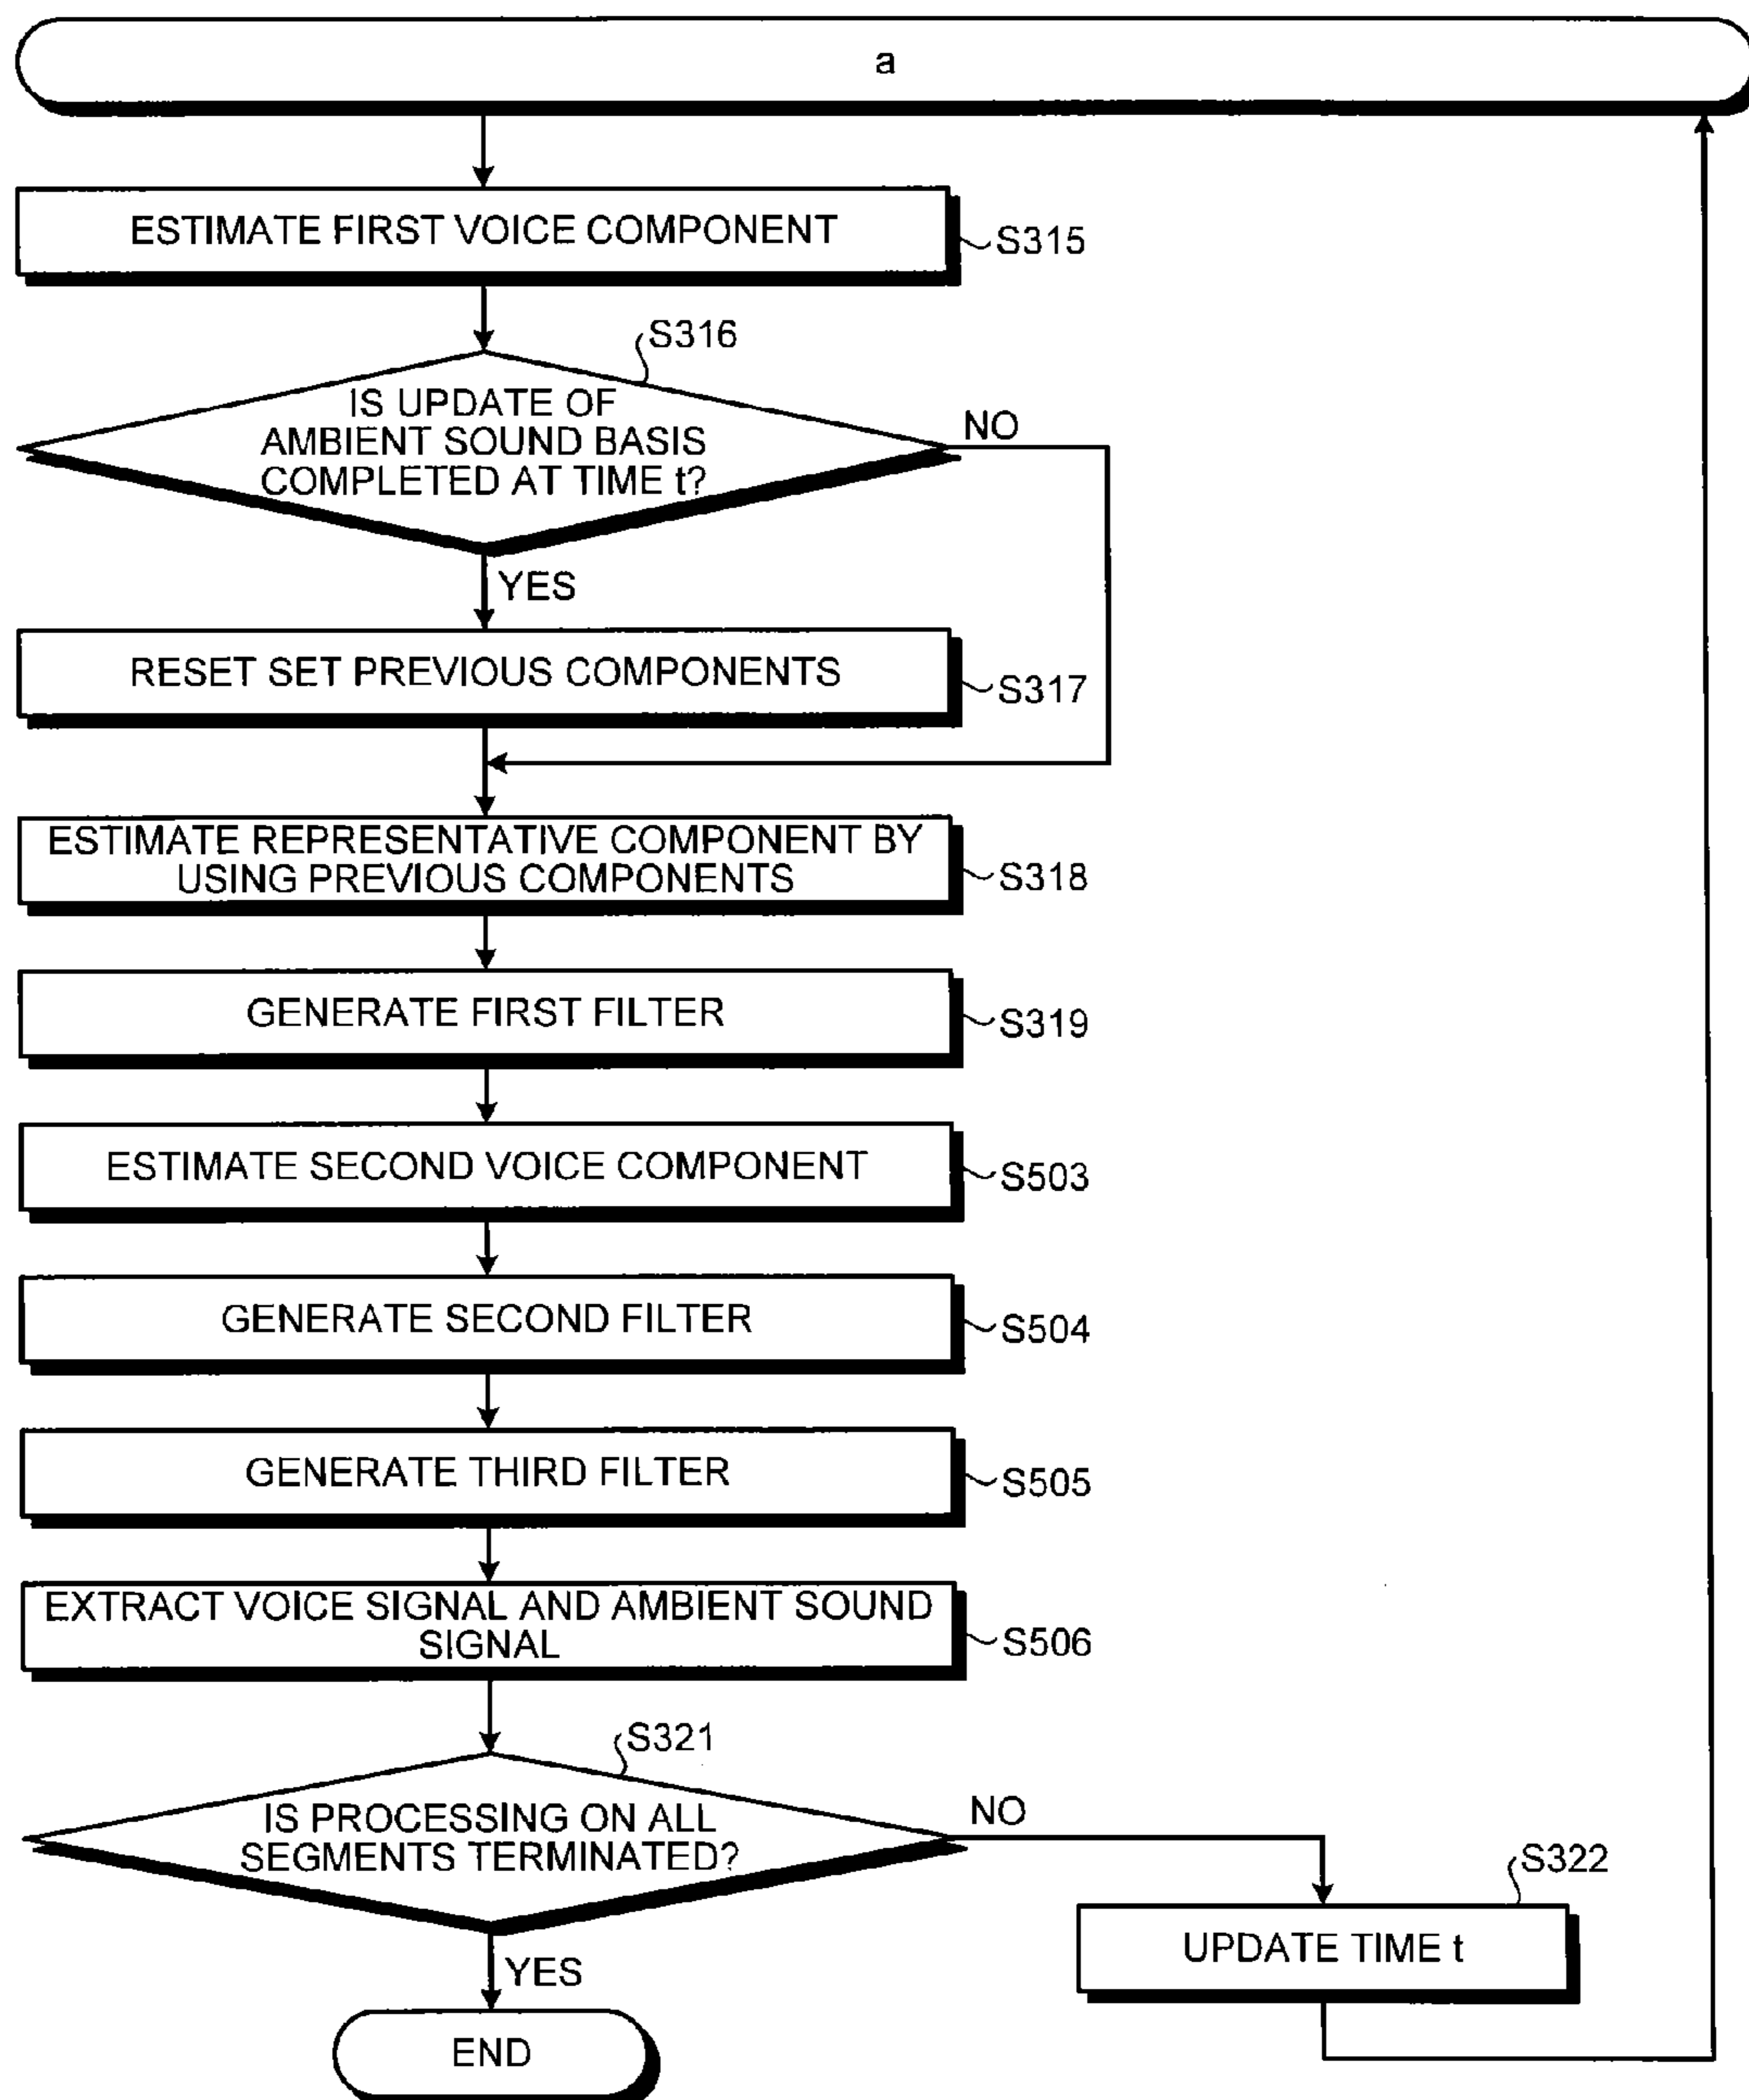 a
ESTIMATE FIRST VOICE COMPONENT
S315
S316
IS UPDATE OF
AMBIENT SOUND BASIS
COMPLETED AT TIME t?
NO
YES
RESET SET PREVIOUS COMPONENTS
S317
ESTIMATE REPRESENTATIVE COMPONENT BY
USING PREVIOUS COMPONENTS
S318
GENERATE FIRST FILTER
S319
ESTIMATE SECOND VOICE COMPONENT
S503
GENERATE SECOND FILTER
S504
GENERATE THIRD FILTER
S505
EXTRACT VOICE SIGNAL AND AMBIENT SOUND
SIGNAL
S506
S321
IS PROCESSING ON ALL
SEGMENTS TERMINATED?
NO
S322
UPDATE TIME t
YES
END